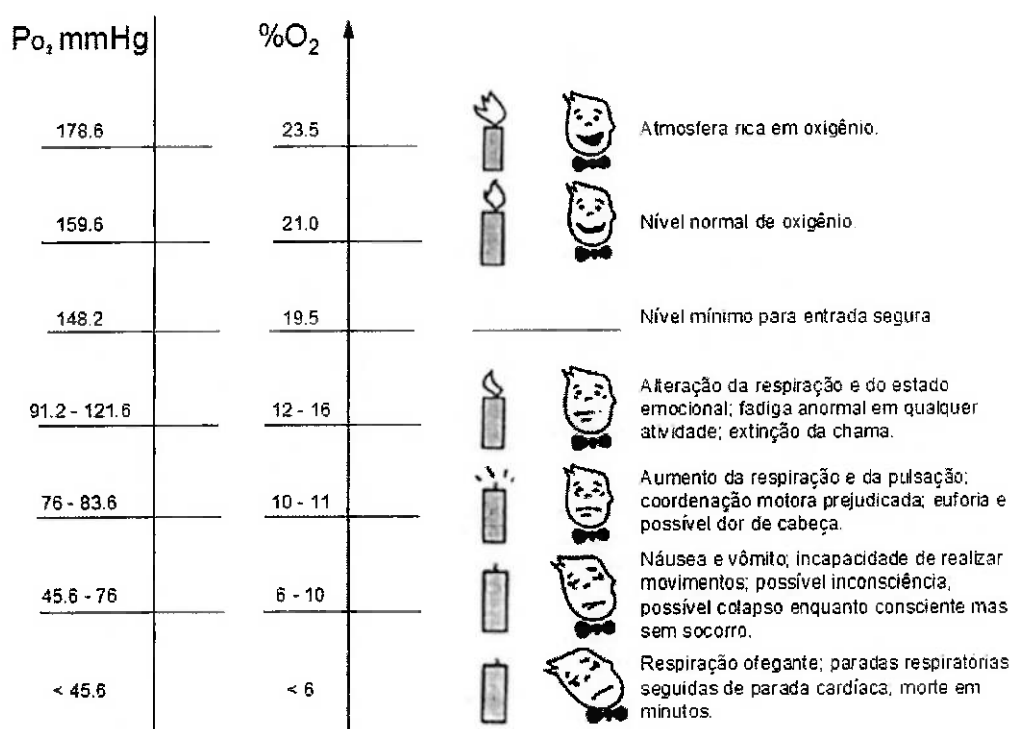 Po₂ mmHg
%O₂
178.6
23.5
Atmosfera rica em oxigênio.
159.6
21.0
Nível normal de oxigênio
148.2
19.5
Nível mínimo para entrada segura
91.2 - 121.6
12 - 16
Alteração da respiração e do estado
emocional; fadiga anormal em qualquer
atividade; extinção da chama.
76 - 83.6
10 - 11
Aumento da respiração e da pulsação;
coordenação motora prejudicada; euforia e
possível dor de cabeça.
45.6 - 76
6 - 10
Náusea e vômito; incapacidade de realizar
movimentos; possível inconsciência,
possível colapso enquanto consciente mas
sem socorro.
< 45.6
< 6
Respiração ofegante; paradas respiratórias
seguidas de parada cardíaca; morte em
minutos.